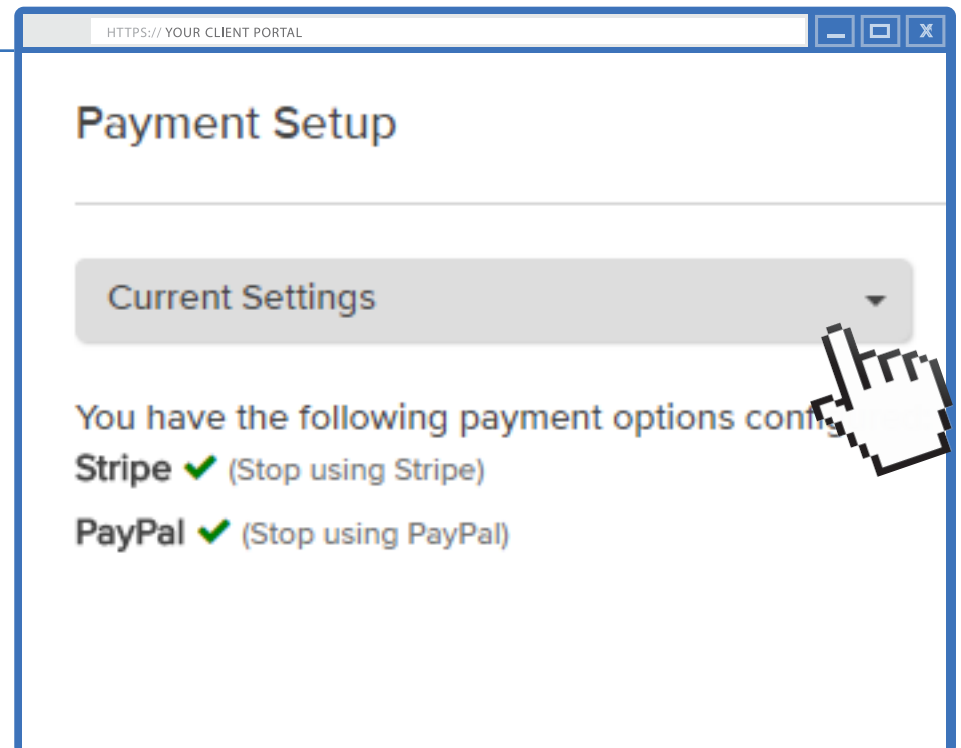 HTTPS:// YOUR CLIENT PORTAL
X
Payment Setup
Current Settings
You have the following payment options
Stripe ✔ (Stop using Stripe)
PayPal ✔ (Stop using PayPal)